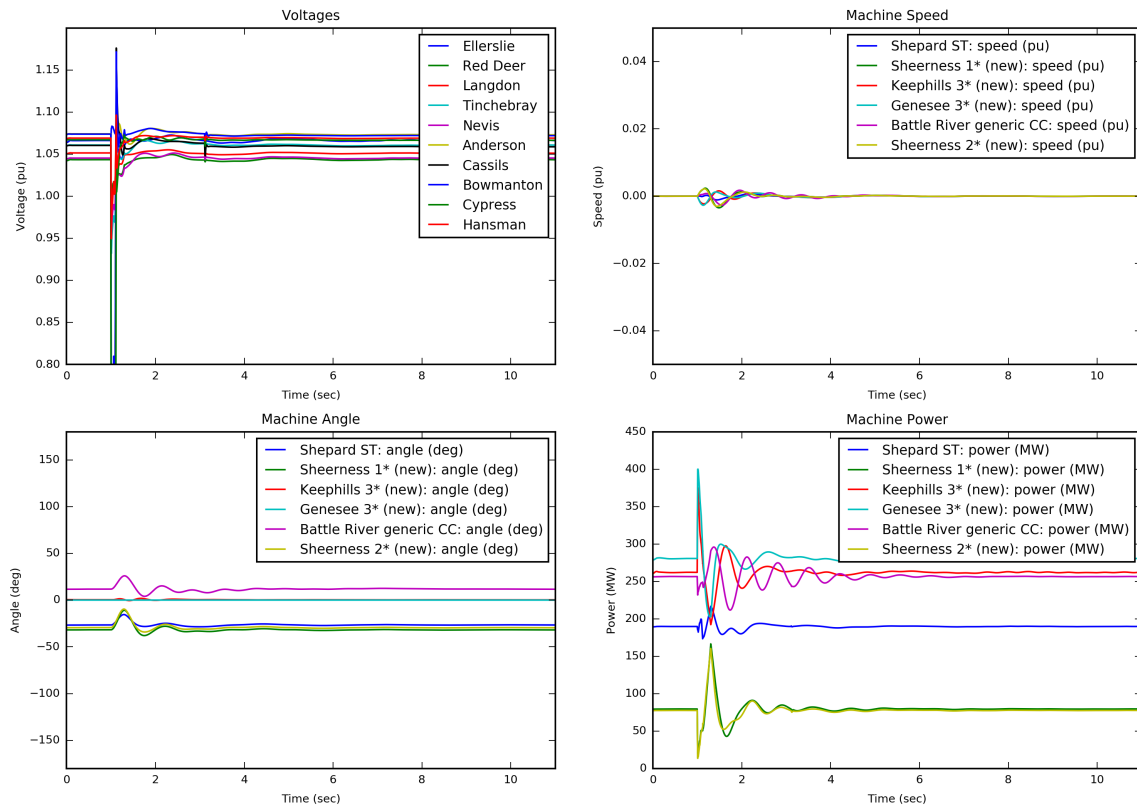 Voltages
Voltage (pu)
1.15
1.10
1.05
1.00
0.95
0.90
0.85
0.80
0 2 4 6 8 10
Time (sec)
Ellerslie
Red Deer
Langdon
Tinchebray
Nevis
Anderson
Cassils
Bowmanton
Cypress
Hansman
Machine Speed
Speed (pu)
0.04
0.02
0.00
−0.02
−0.04
0 2 4 6 8 10
Time (sec)
Shepard ST: speed (pu)
Sheerness 1* (new): speed (pu)
Keephills 3* (new): speed (pu)
Genesee 3* (new): speed (pu)
Battle River generic CC: speed (pu)
Sheerness 2* (new): speed (pu)
Machine Angle
Angle (deg)
150
100
50
0
−50
−100
−150
0 2 4 6 8 10
Time (sec)
Shepard ST: angle (deg)
Sheerness 1* (new): angle (deg)
Keephills 3* (new): angle (deg)
Genesee 3* (new): angle (deg)
Battle River generic CC: angle (deg)
Sheerness 2* (new): angle (deg)
Machine Power
Power (MW)
450
400
350
300
250
200
150
100
50
0
0 2 4 6 8 10
Time (sec)
Shepard ST: power (MW)
Sheerness 1* (new): power (MW)
Keephills 3* (new): power (MW)
Genesee 3* (new): power (MW)
Battle River generic CC: power (MW)
Sheerness 2* (new): power (MW)